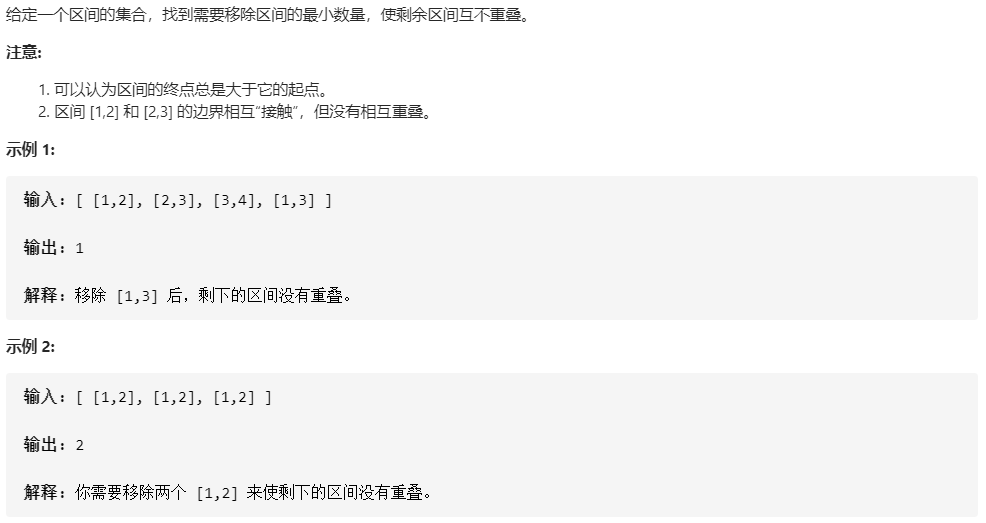 给定一个区间的集合，找到需要移除区间的最小数量，使剩余区间互不重叠。
注意:
1. 可以认为区间的终点总是大于它的起点。
2. 区间 [1,2] 和 [2,3] 的边界相互“接触”，但没有相互重叠。
示例 1:
输入: [ [1,2], [2,3], [3,4], [1,3] ]
输出: 1
解释: 移除 [1,3] 后，剩下的区间没有重叠。
示例 2:
输入: [ [1,2], [1,2], [1,2] ]
输出: 2
解释: 你需要移除两个 [1,2] 来使剩下的区间没有重叠。